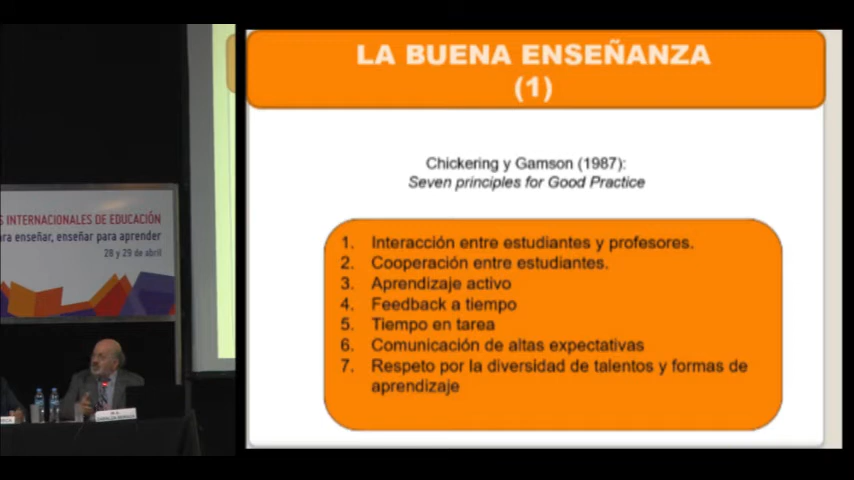 S INTERNACIONALES DE EDUCACIÓN
ara enseñar, enseñar para aprender
28 y 29 de abril
LA BUENA ENSEÑANZA
(1)
Chickering y Gamson (1987):
Seven principles for Good Practice
1. Interacción entre estudiantes y profesores.
2. Cooperación entre estudiantes.
3. Aprendizaje activo
4. Feedback a tiempo
5. Tiempo en tarea
6. Comunicación de altas expectativas
7. Respeto por la diversidad de talentos y formas de
aprendizaje